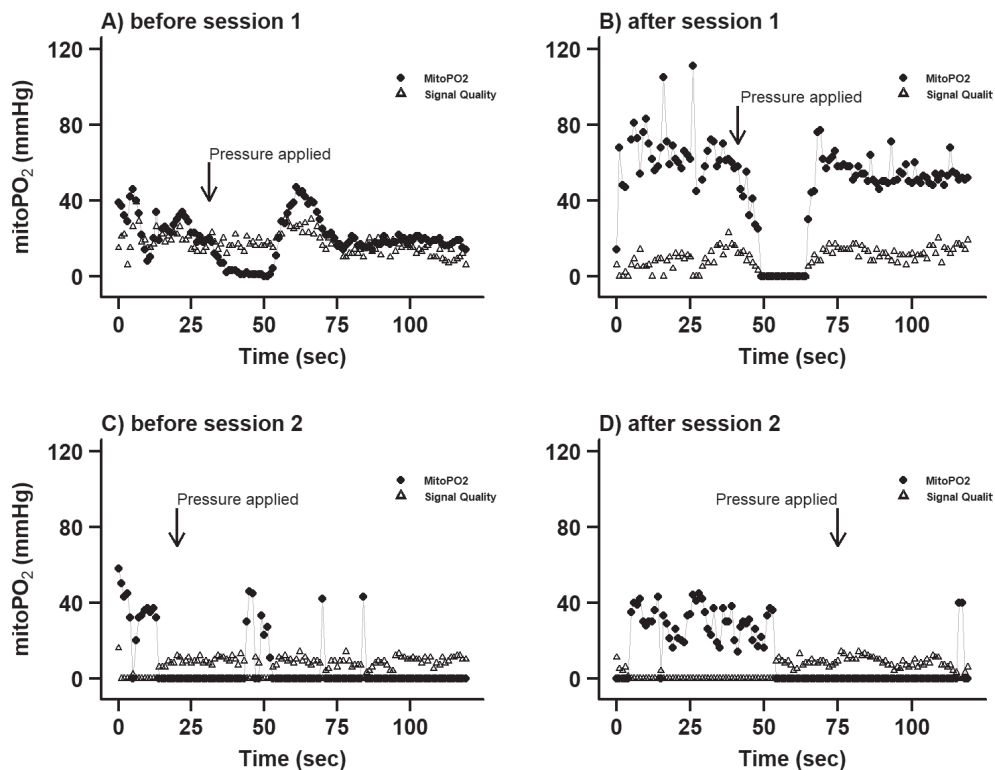 A) before session 1
120
80
40
0
mitoPO2 (mmHg)
MitoPO2
Signal Quality
Pressure applied
0 25 50 75 100
Time (sec)
B) after session 1
120
80
40
0
MitoPO2
Signal Quality
Pressure applied
0 25 50 75 100
Time (sec)
C) before session 2
120
80
40
0
mitoPO2 (mmHg)
MitoPO2
Signal Quality
Pressure applied
0 25 50 75 100
Time (sec)
D) after session 2
120
80
40
0
MitoPO2
Signal Quality
Pressure applied
0 25 50 75 100
Time (sec)